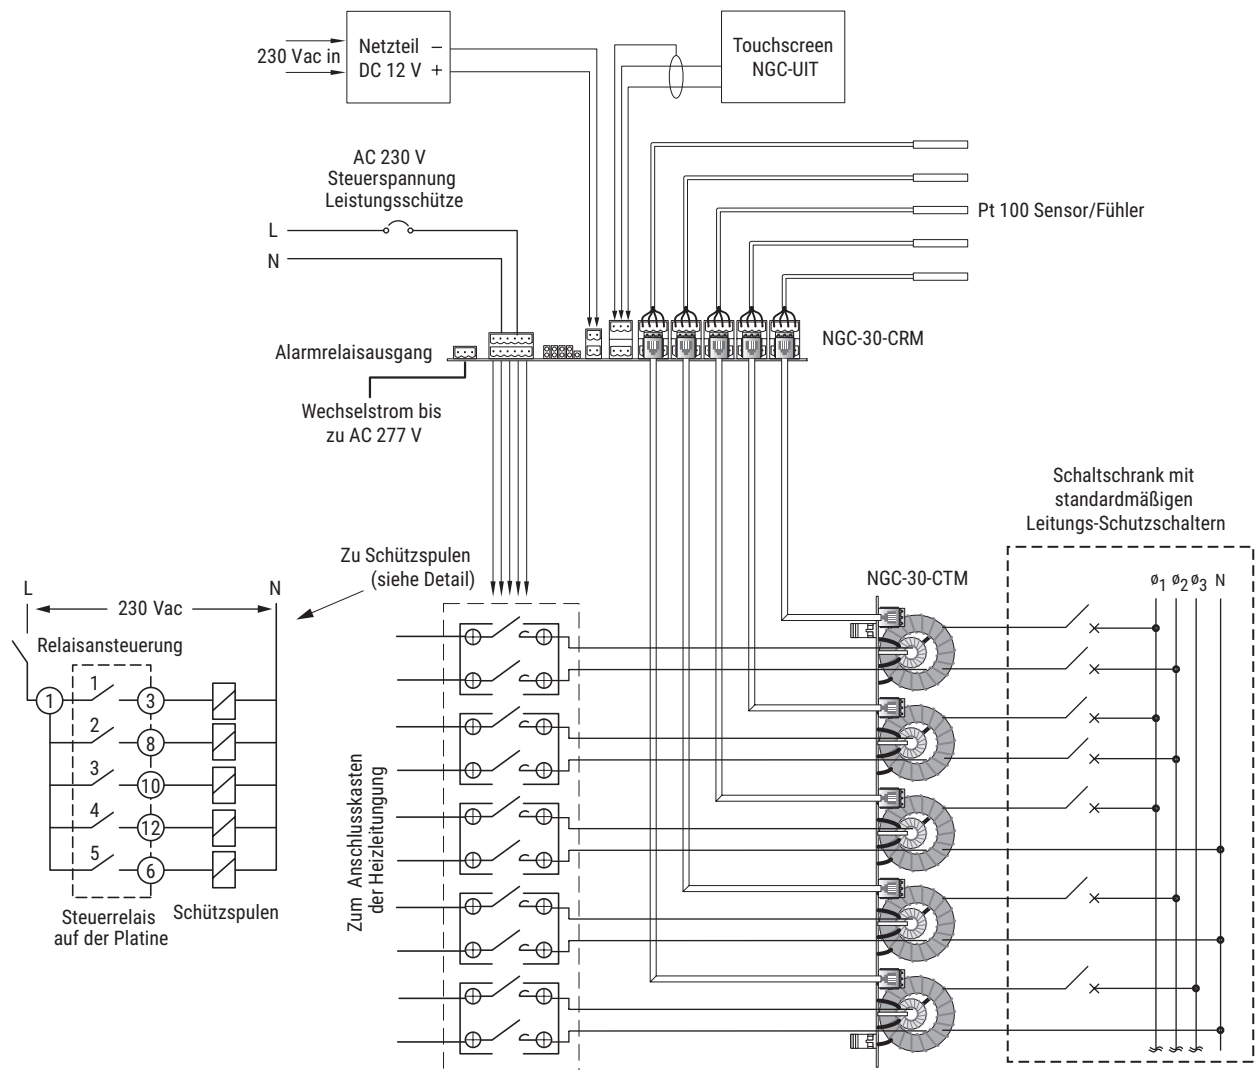 230 Vac in
Netzteil –
DC 12 V +
Touchscreen
NGC-UIT
AC 230 V
Steuerspannung
Leistungsschütze
L
N
Pt 100 Sensor/Fühler
NGC-30-CRM
Alarmrelaisausgang
Wechselstrom bis
zu AC 277 V
Schaltschrank mit
standardmäßigen
Leitungs-Schutzschaltern
Zu Schützspulen
(siehe Detail)
NGC-30-CTM
ø1 ø2 ø3 N
L
N
230 Vac
Relaisansteuerung
1
1
3
2
8
3
10
4
12
5
6
Steuerrelais
auf der Platine
Schützspulen
Zum Anschlusskasten
der Heizleitungung